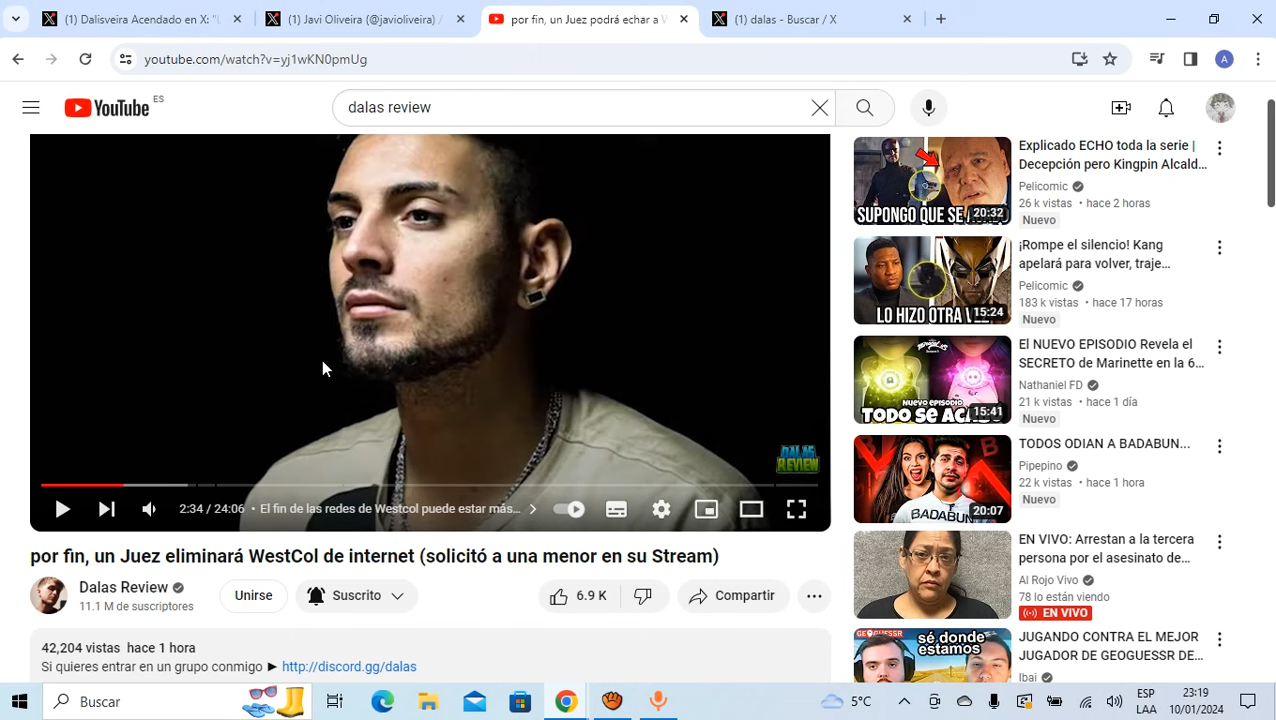 (1) Dalisveira Acendado en X: "L
(1) Javi Oliveira (@javioliveira) /
por fin, un Juez podrá echar a W
(1) dalas - Buscar / X
youtube.com/watch?v=yj1wKN0pmUg
YouTube ES
dalas review
DALAS REVIEW
2:34 / 24:06 • El fin de las redes de Westcol puede estar más...
por fin, un Juez eliminará WestCol de internet (solicitó a una menor en su Stream)
Dalas Review
11.1 M de suscriptores
Unirse
Suscrito
6.9 K
Compartir
42,204 vistas hace 1 hora
Si quieres entrar en un grupo conmigo ► http://discord.gg/dalas
SUPONGO QUE SE
20:32
Explicado ECHO toda la serie |
Decepción pero Kingpin Alcald...
Pelicomic
26 k vistas • hace 2 horas
Nuevo
LO HIZO OTRA
15:24
¡Rompe el silencio! Kang
apelará para volver, traje...
Pelicomic
183 k vistas • hace 17 horas
Nuevo
NUEVO EPISODIO
TODO SE
15:41
El NUEVO EPISODIO Revela el
SECRETO de Marinette en la 6...
Nathaniel FD
21 k vistas • hace 1 día
Nuevo
BADABUN
20:07
TODOS ODIAN A BADABUN...
Pipepino
22 k vistas • hace 1 hora
Nuevo
EN VIVO: Arrestan a la tercera
persona por el asesinato de...
Al Rojo Vivo
78 lo están viendo
EN VIVO
GEOGUESSR
sé donde
estamos
JUGANDO CONTRA EL MEJOR
JUGADOR DE GEOGUESSR DE...
Ibai
Buscar
5°C
ESP
LAA
23:19
10/01/2024